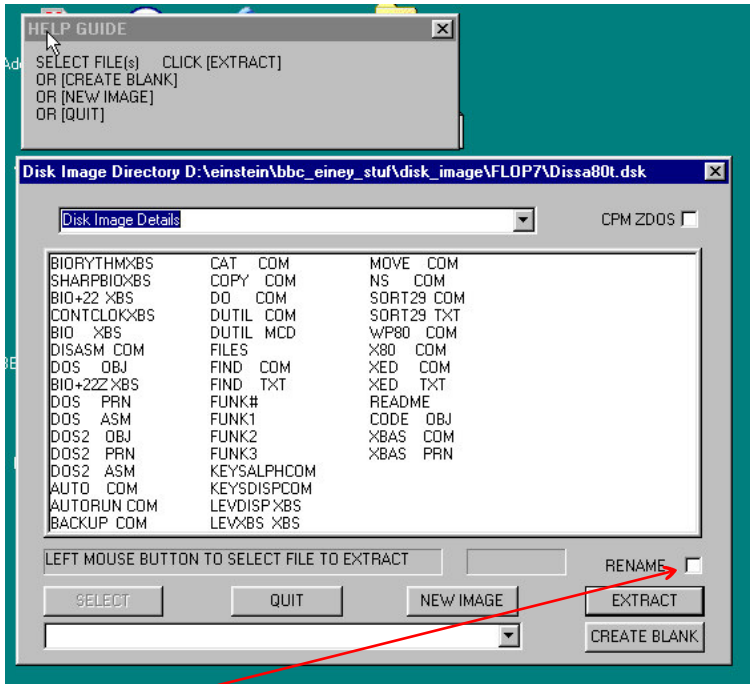 HELP GUIDE
SELECT FILE(s) CLICK [EXTRACT]
OR [CREATE BLANK]
OR [NEW IMAGE]
OR [QUIT]
Disk Image Directory D:\einstein\bbc_einey_stuf\disk_image\FLOP7\Dissa80t.dsk
Disk Image Details
CPM ZDOS
BIORYTHMXBS CAT COM MOVE COM
SHARPBIOXBS COPY COM NS COM
BIO+22 XBS DO COM SORT29 COM
CONTCLOKXBS DUTIL COM SORT29 TXT
BIO XBS DUTIL MCD WP80 COM
DISASM COM FILES X80 COM
DOS OBJ FIND COM XED COM
BIO+22Z XBS FIND TXT XED TXT
DOS PRN FUNK# README
DOS ASM FUNK1 CODE OBJ
DOS2 OBJ FUNK2 XBAS COM
DOS2 PRN FUNK3 XBAS PRN
DOS2 ASM KEYSALPHCOM
AUTO COM KEYSDISPCOM
AUTORUN COM LEVDISP XBS
BACKUP COM LEVXBS XBS
LEFT MOUSE BUTTON TO SELECT FILE TO EXTRACT
RENAME
SELECT QUIT NEW IMAGE EXTRACT
CREATE BLANK